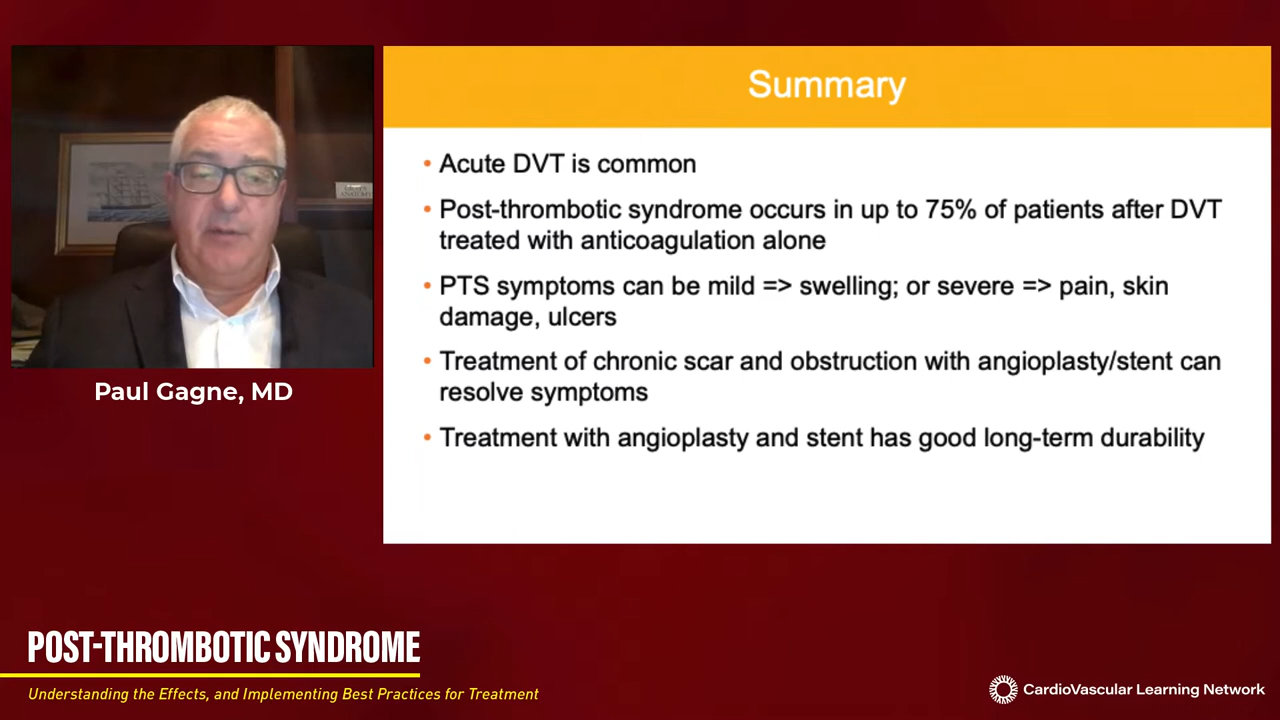 Summary
• Acute DVT is common
• Post-thrombotic syndrome occurs in up to 75% of patients after DVT
treated with anticoagulation alone
• PTS symptoms can be mild => swelling; or severe => pain, skin
damage, ulcers
• Treatment of chronic scar and obstruction with angioplasty/stent can
resolve symptoms
• Treatment with angioplasty and stent has good long-term durability
Paul Gagne, MD
POST-THROMBOTIC SYNDROME
Understanding the Effects, and Implementing Best Practices for Treatment
CardioVascular Learning Network